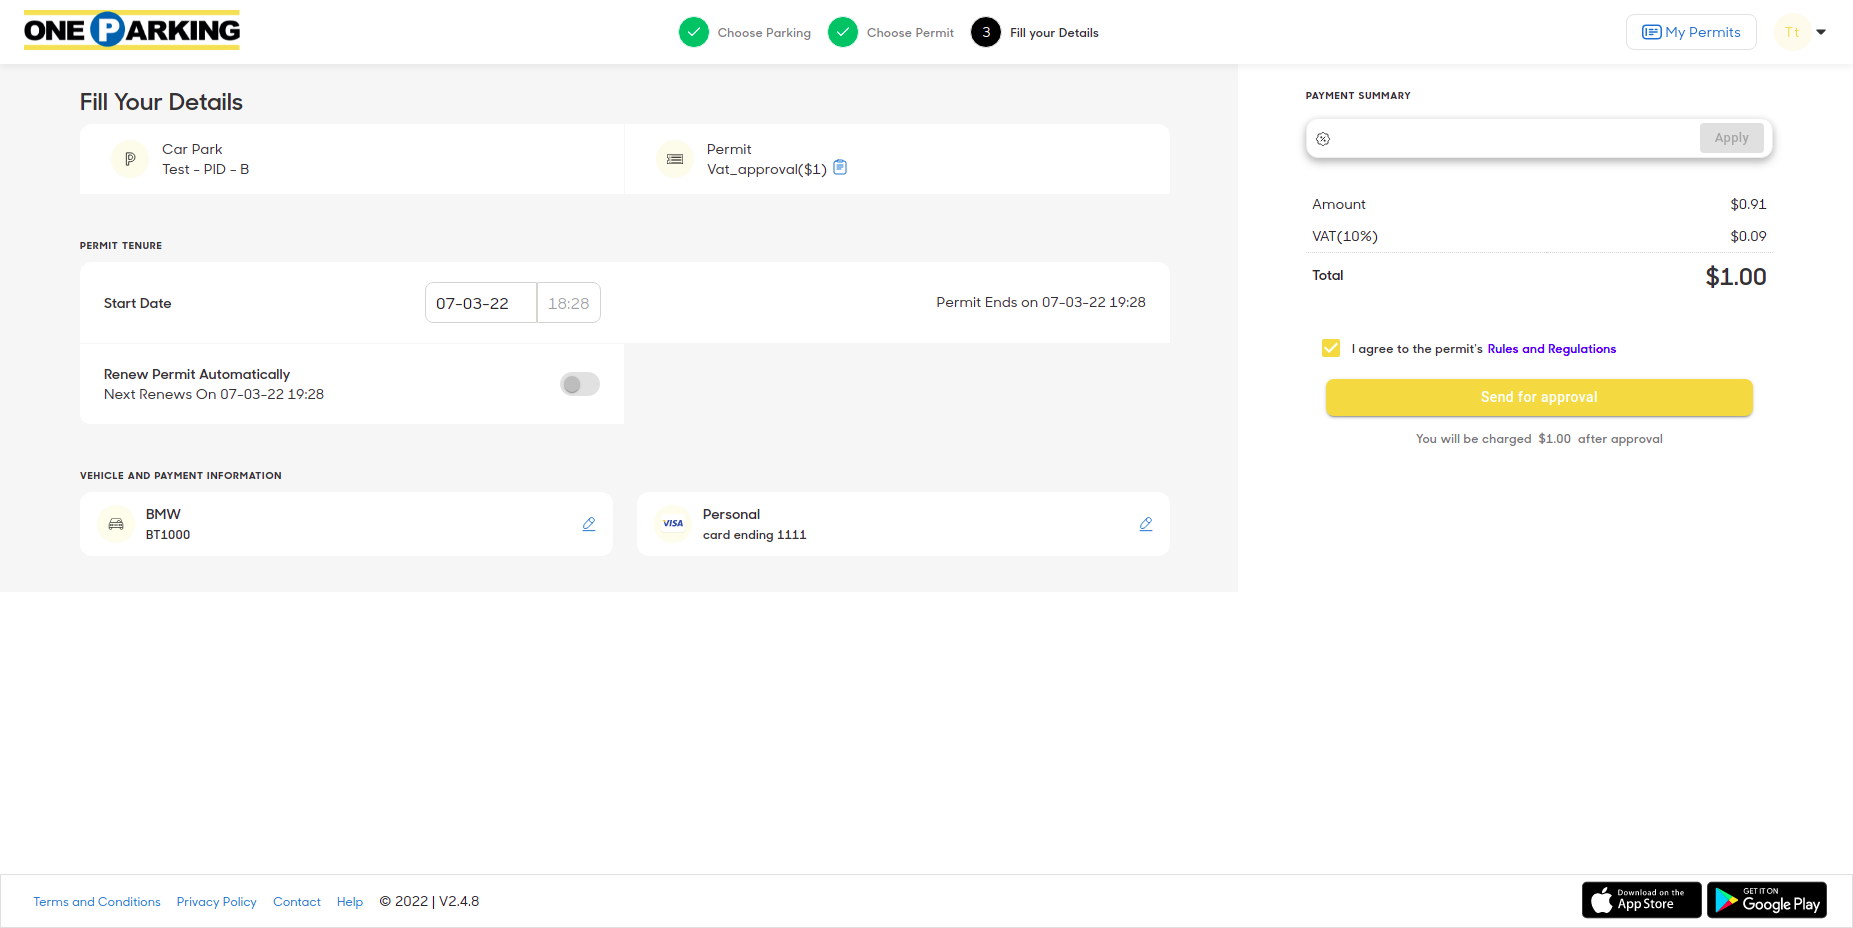 ONE PARKING
Choose Parking
Choose Permit
3 Fill your Details
My Permits
Tt
Fill Your Details
P
Car Park
Test - PID - B
Permit
Vat_approval($1)
PERMIT TENURE
Start Date
07-03-22
18:28
Permit Ends on 07-03-22 19:28
Renew Permit Automatically
Next Renews On 07-03-22 19:28
VEHICLE AND PAYMENT INFORMATION
BMW
BT1000
VISA
Personal
card ending 1111
PAYMENT SUMMARY
Apply
Amount $0.91
VAT(10%) $0.09
Total $1.00
I agree to the permit's Rules and Regulations
Send for approval
You will be charged $1.00 after approval
Terms and Conditions Privacy Policy Contact Help © 2022 | V2.4.8
Download on the
App Store
GET IT ON
Google Play